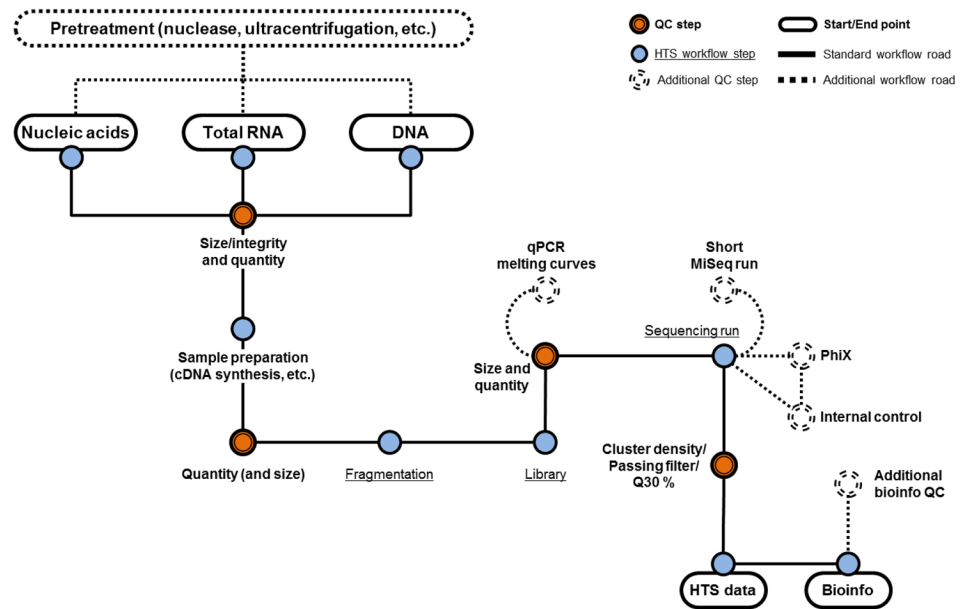 Pretreatment (nuclease, ultracentrifugation, etc.)
QC step
HTS workflow step
Additional QC step
Start/End point
Standard workflow road
Additional workflow road
Nucleic acids
Total RNA
DNA
Size/integrity
and quantity
qPCR
melting curves
Short
MiSeq run
Sample preparation
(cDNA synthesis, etc.)
Size and
quantity
Sequencing run
PhiX
Internal control
Quantity (and size)
Fragmentation
Library
Cluster density/
Passing filter/
Q30 %
Additional
bioinfo QC
HTS data
Bioinfo